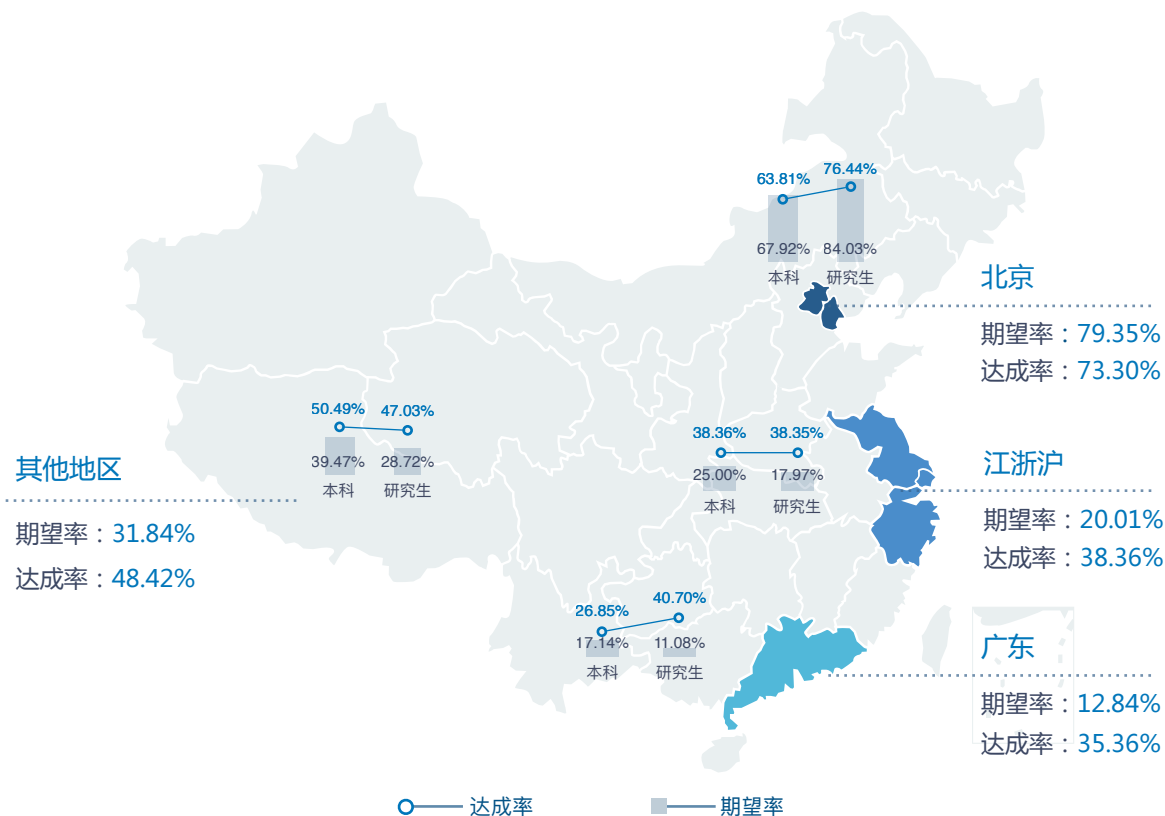 63.81%
76.44%
67.92%
84.03%
本科
研究生
北京
期望率：79.35%
达成率：73.30%
50.49%
47.03%
39.47%
28.72%
本科
研究生
其他地区
期望率：31.84%
达成率：48.42%
38.36%
38.35%
25.00%
17.97%
本科
研究生
江浙沪
期望率：20.01%
达成率：38.36%
26.85%
40.70%
17.14%
11.08%
本科
研究生
广东
期望率：12.84%
达成率：35.36%
达成率
期望率